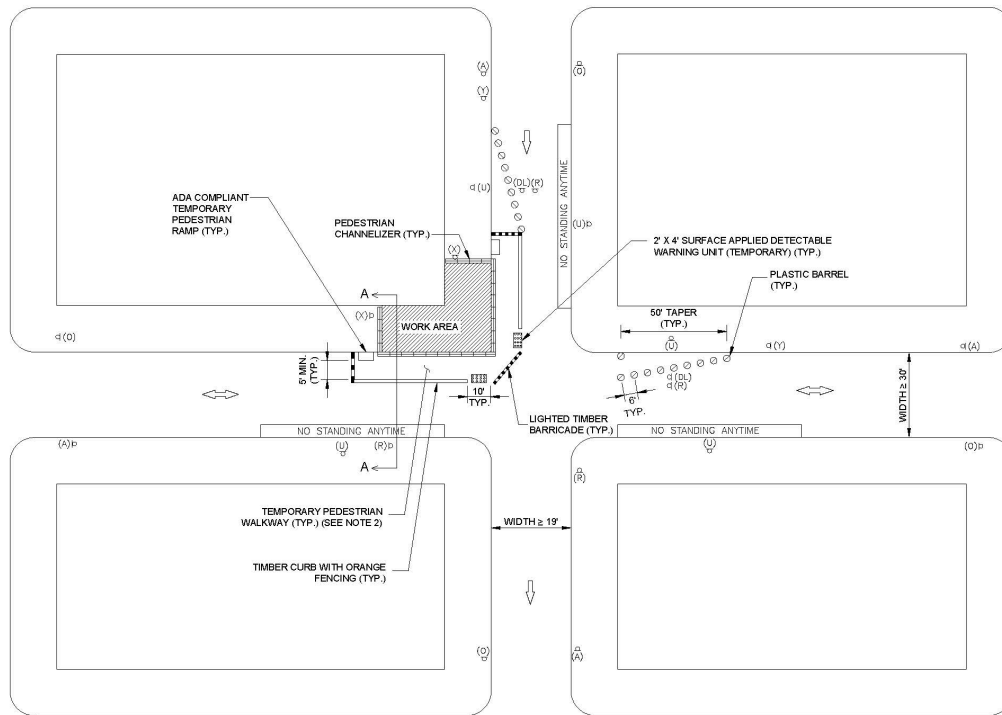 (A)
(Y)
(O)
NO STANDING ANYTIME
(DL)(R)
(U)
(U)
ADA COMPLIANT
TEMPORARY
PEDESTRIAN
RAMP (TYP.)
PEDESTRIAN
CHANNELIZER (TYP.)
2' X 4' SURFACE APPLIED DETECTABLE
WARNING UNIT (TEMPORARY) (TYP.)
PLASTIC BARREL
(TYP.)
(X)
A
(X)
WORK AREA
50' TAPER
(TYP.)
(O)
(U)
(Y)
(A)
5' MIN.
(TYP.)
10'
TYP.
(DL)
(R)
6'
TYP.
WIDTH ≥ 30'
LIGHTED TIMBER
BARRICADE (TYP.)
NO STANDING ANYTIME
NO STANDING ANYTIME
(A)
(U)
(R)
(U)
(O)
A
(R)
TEMPORARY PEDESTRIAN
WALKWAY (TYP.) (SEE NOTE 2)
WIDTH ≥ 19'
TIMBER CURB WITH ORANGE
FENCING (TYP.)
(O)
(A)